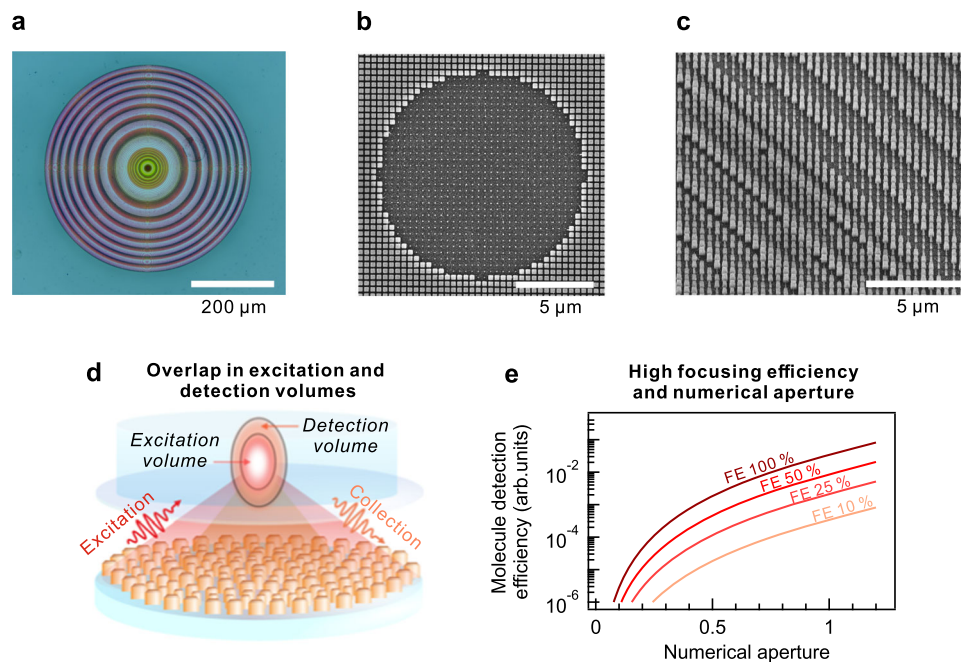 a
b
c
200 µm
5 µm
5 µm
d
Overlap in excitation and
detection volumes
Excitation
volume
Detection
volume
Excitation
Collection
e
High focusing efficiency
and numerical aperture
Molecule detection
efficiency (arb.units)
10-2
10-4
10-6
FE 100 %
FE 50 %
FE 25 %
FE 10 %
0
0.5
1
Numerical aperture